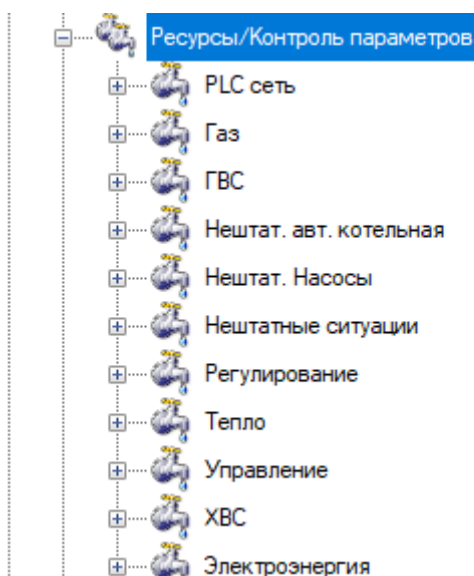 Ресурсы/Контроль параметров
PLC сеть
Газ
ГВС
Нештат. авт. котельная
Нештат. Насосы
Нештатные ситуации
Регулирование
Тепло
Управление
ХВС
Электроэнергия